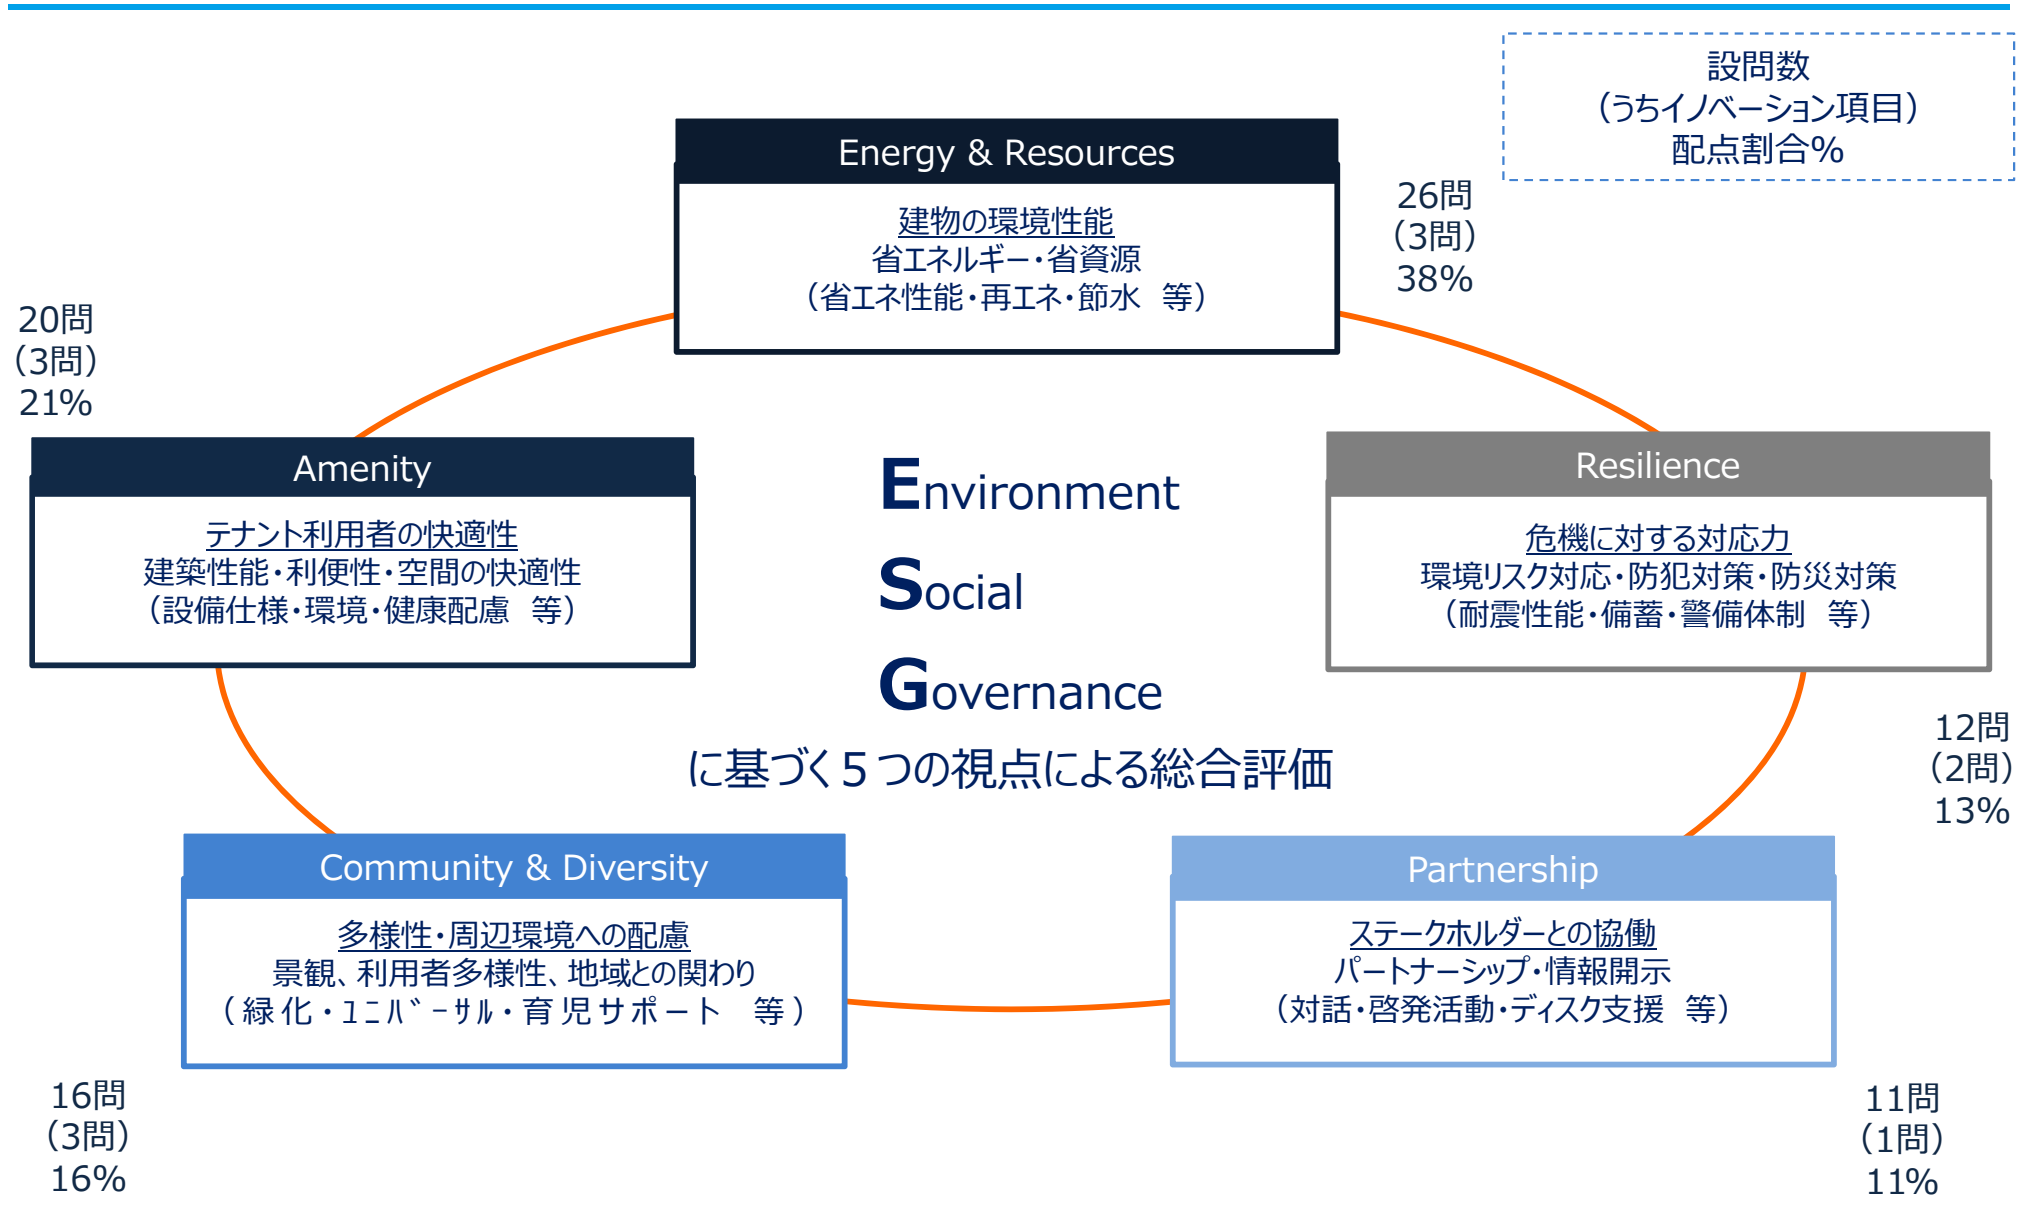 設問数
（うちイノベーション項目）
配点割合%
Energy & Resources
建物の環境性能
省エネルギー・省資源
（省エネ性能・再エネ・節水　等）
26問
（3問）
38%
20問
（3問）
21%
Amenity
テナント利用者の快適性
建築性能・利便性・空間の快適性
（設備仕様・環境・健康配慮　等）
Environment
Social
Governance
に基づく５つの視点による総合評価
Resilience
危機に対する対応力
環境リスク対応・防犯対策・防災対策
（耐震性能・備蓄・警備体制　等）
12問
（2問）
13%
Community & Diversity
多様性・周辺環境への配慮
景観、利用者多様性、地域との関わり
（緑化・ﾕﾆﾊﾞｰｻﾙ・育児サポート　等）
16問
（3問）
16%
Partnership
ステークホルダーとの協働
パートナーシップ・情報開示
（対話・啓発活動・ディスク支援　等）
11問
（1問）
11%